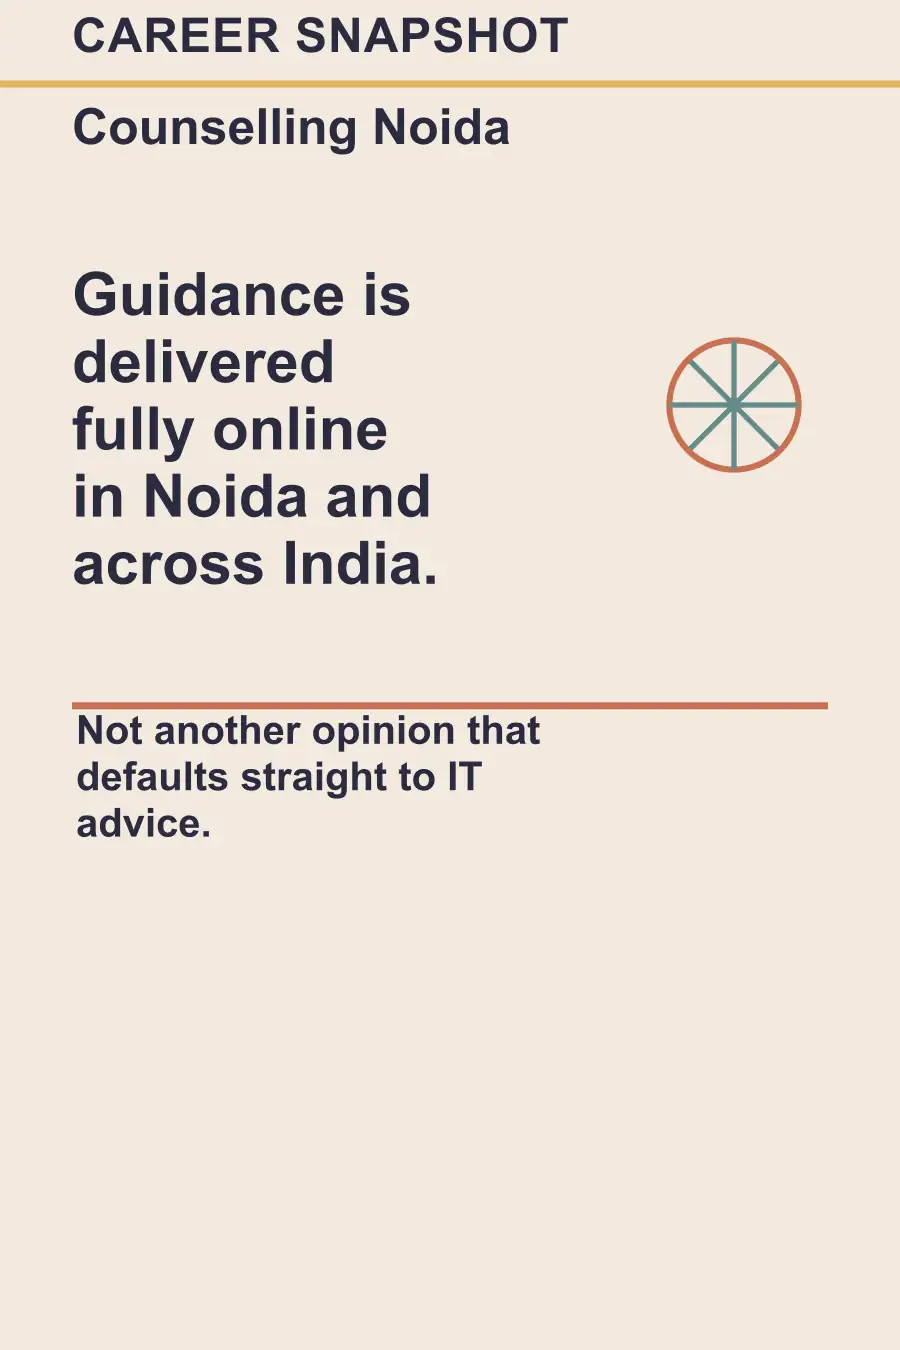 CAREER SNAPSHOT
Counselling Noida
Guidance is
delivered
fully online
in Noida and
across India.
Not another opinion that
defaults straight to IT
advice.